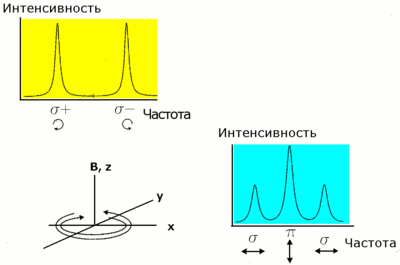 Интенсивность
σ+ σ− Частота
Интенсивность
B, z
y
x
σ π σ Частота